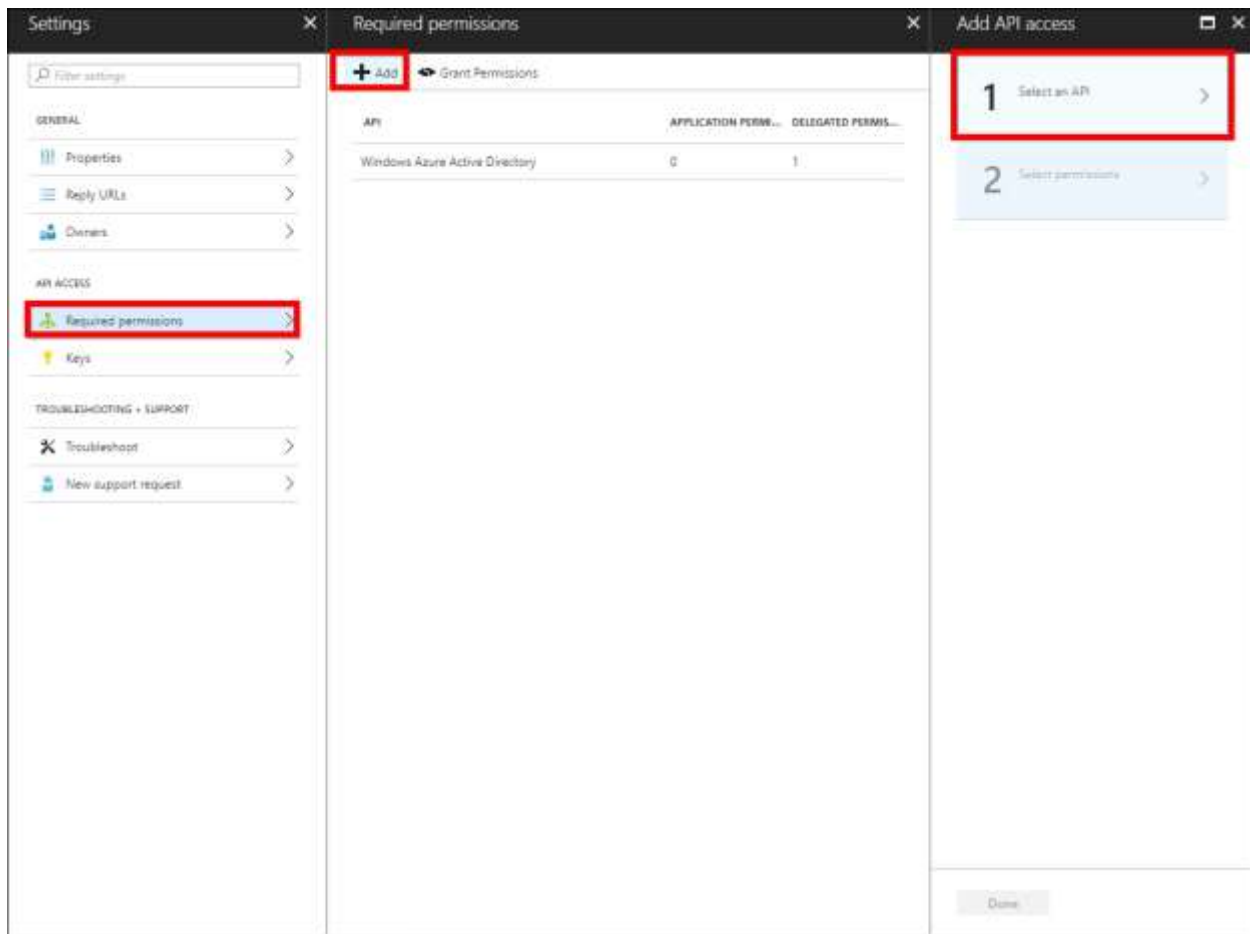 Settings
Filter settings
GENERAL
Properties
Reply URLs
Owners
API ACCESS
Required permissions
Keys
TROUBLESHOOTING + SUPPORT
Troubleshoot
New support request
Required permissions
Add Grant Permissions
API APPLICATION PERMI... DELEGATED PERMIS...
Windows Azure Active Directory 0 1
Add API access
1 Select an API
2 Select permissions
Done